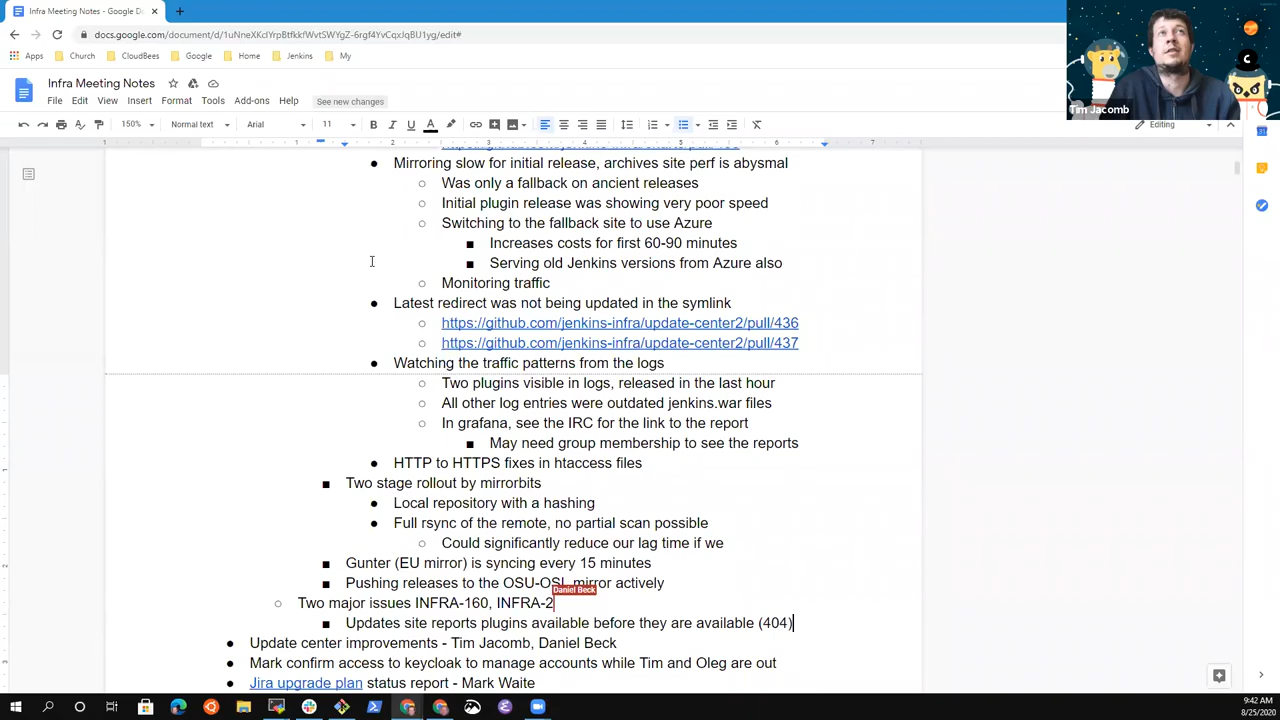 Infra Meeting Notes - Google Do
docs.google.com/document/d/
/edit#
Apps Church CloudBees Google Home Jenkins My
Infra Meeting Notes
File Edit View Insert Format Tools Add-ons Help See new changes
150% Normal text Arial 11 Editing
Tim Jacomb
1 1 2 3 4 5 6 7
Mirroring slow for initial release, archives site perf is abysmal
Was only a fallback on ancient releases
Initial plugin release was showing very poor speed
Switching to the fallback site to use Azure
Increases costs for first 60-90 minutes
Serving old Jenkins versions from Azure also
Monitoring traffic
Latest redirect was not being updated in the symlink
https://github.com/jenkins-infra/update-center2/pull/436
https://github.com/jenkins-infra/update-center2/pull/437
Watching the traffic patterns from the logs
Two plugins visible in logs, released in the last hour
All other log entries were outdated jenkins.war files
In grafana, see the IRC for the link to the report
May need group membership to see the reports
HTTP to HTTPS fixes in htaccess files
Two stage rollout by mirrorbits
Local repository with a hashing
Full rsync of the remote, no partial scan possible
Could significantly reduce our lag time if we
Gunter (EU mirror) is syncing every 15 minutes
Pushing releases to the OSU-OSL mirror actively
Daniel Beck
Two major issues INFRA-160, INFRA-2
Updates site reports plugins available before they are available (404)
Update center improvements - Tim Jacomb, Daniel Beck
Mark confirm access to keycloak to manage accounts while Tim and Oleg are out
Jira upgrade plan status report - Mark Waite
9:42 AM
8/25/2020